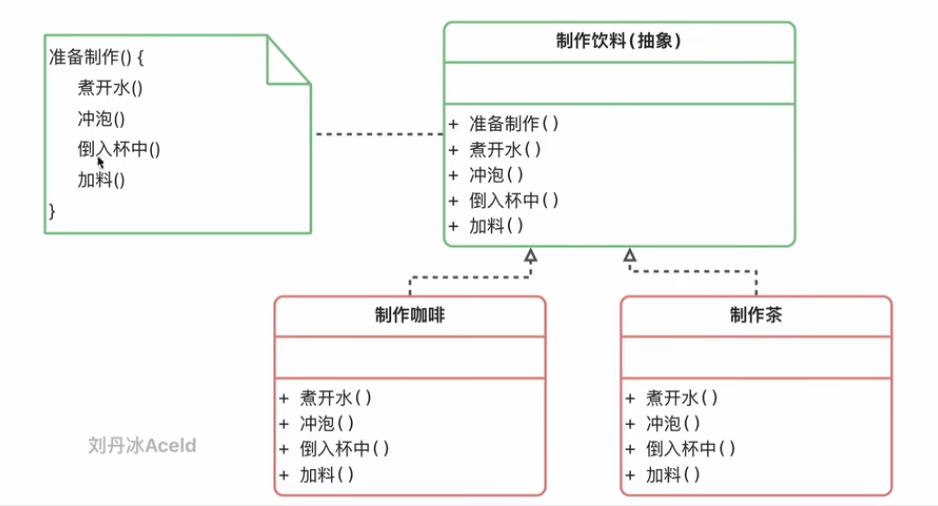 准备制作() {
煮开水()
冲泡()
倒入杯中()
加料()
}
制作饮料(抽象)
+ 准备制作()
+ 煮开水()
+ 冲泡()
+ 倒入杯中()
+ 加料()
制作咖啡
+ 煮开水()
+ 冲泡()
+ 倒入杯中()
+ 加料()
制作茶
+ 煮开水()
+ 冲泡()
+ 倒入杯中()
+ 加料()
刘丹冰Aceld